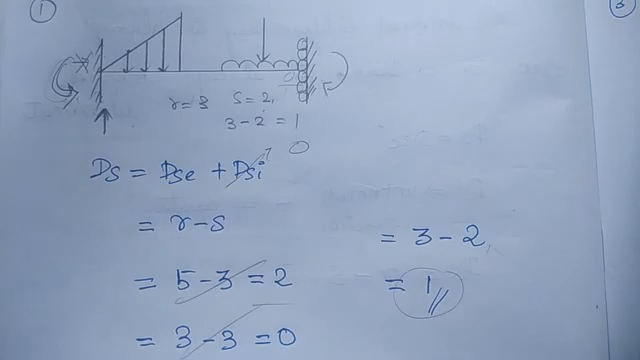 1
3
r=3 S=2,
3-2=1
0
Ds = Dse + Dsi
= r-s
= 3-2,
= 5-3 = 2
= 1
= 3-3 = 0